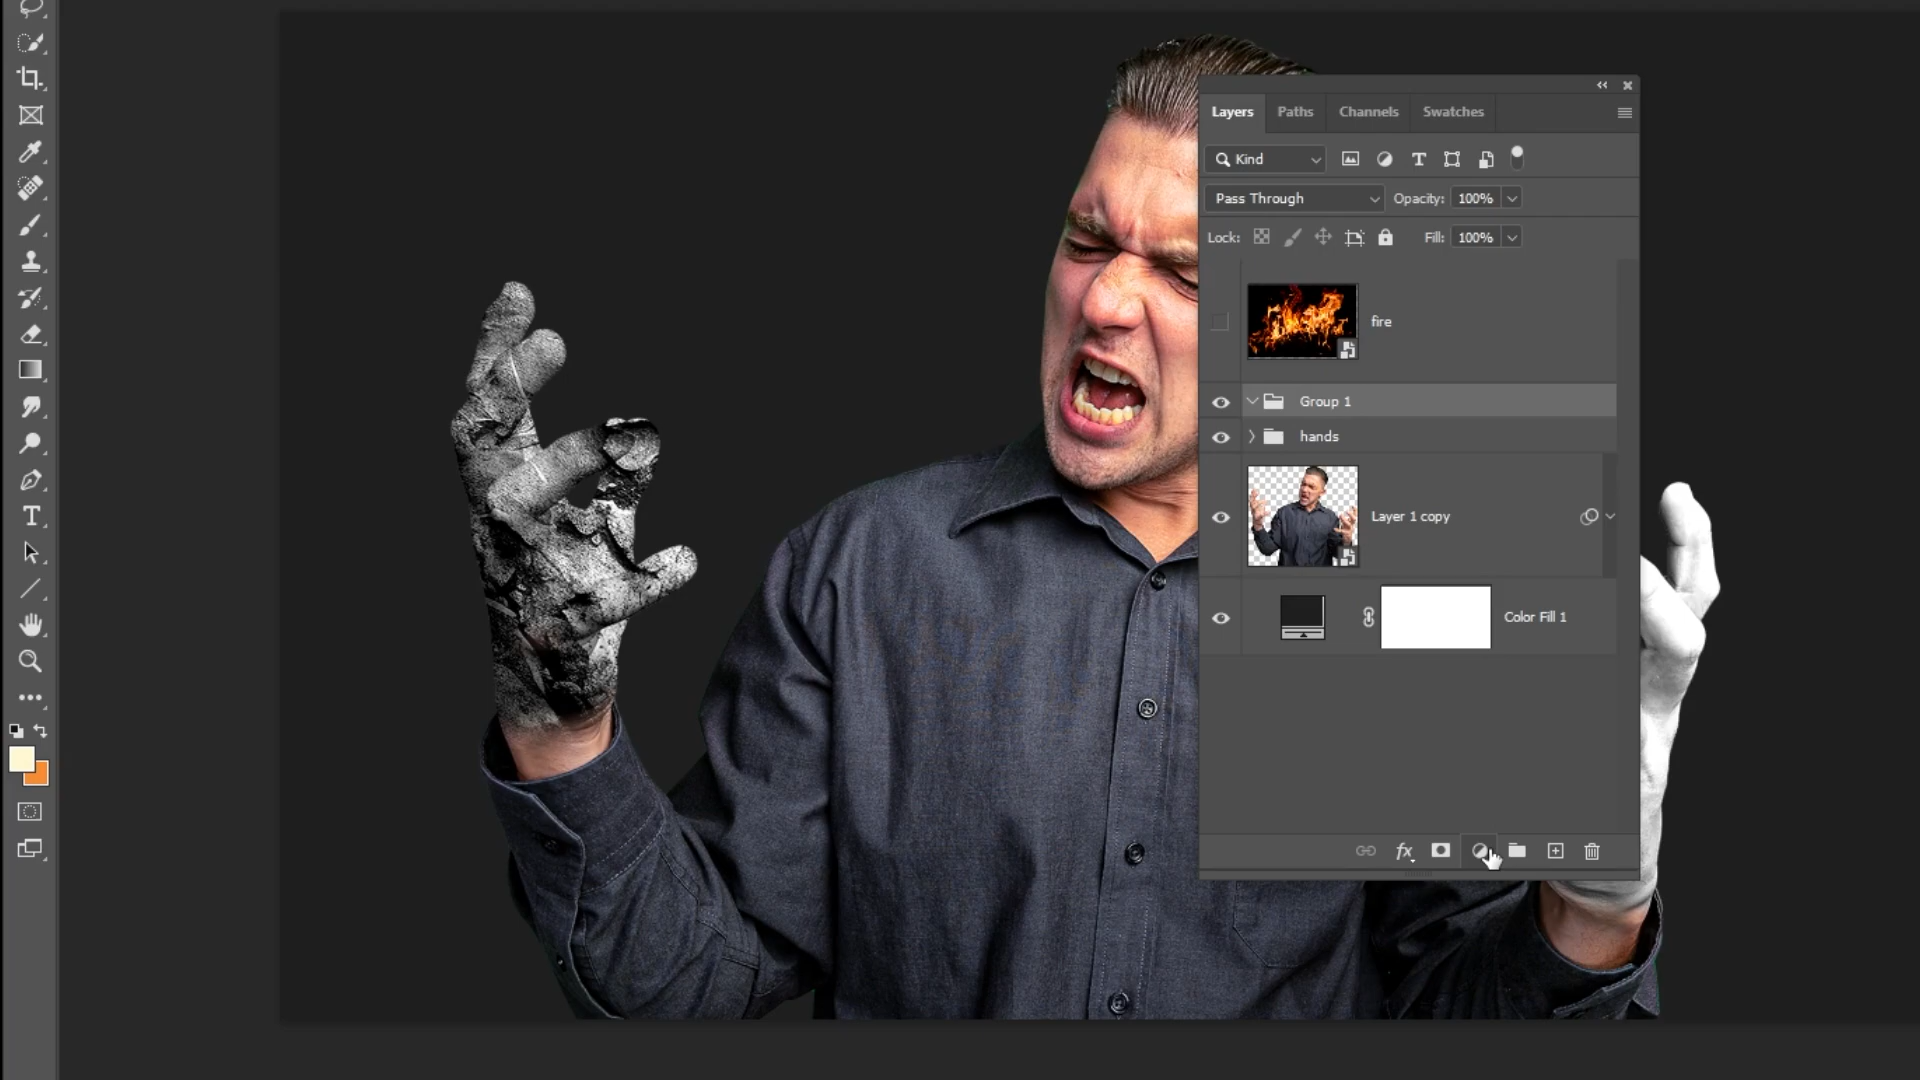 Layers Paths Channels Swatches
Kind
Pass Through Opacity: 100%
Lock: Fill: 100%
fire
Group 1
hands
Layer 1 copy
Color Fill 1
fx